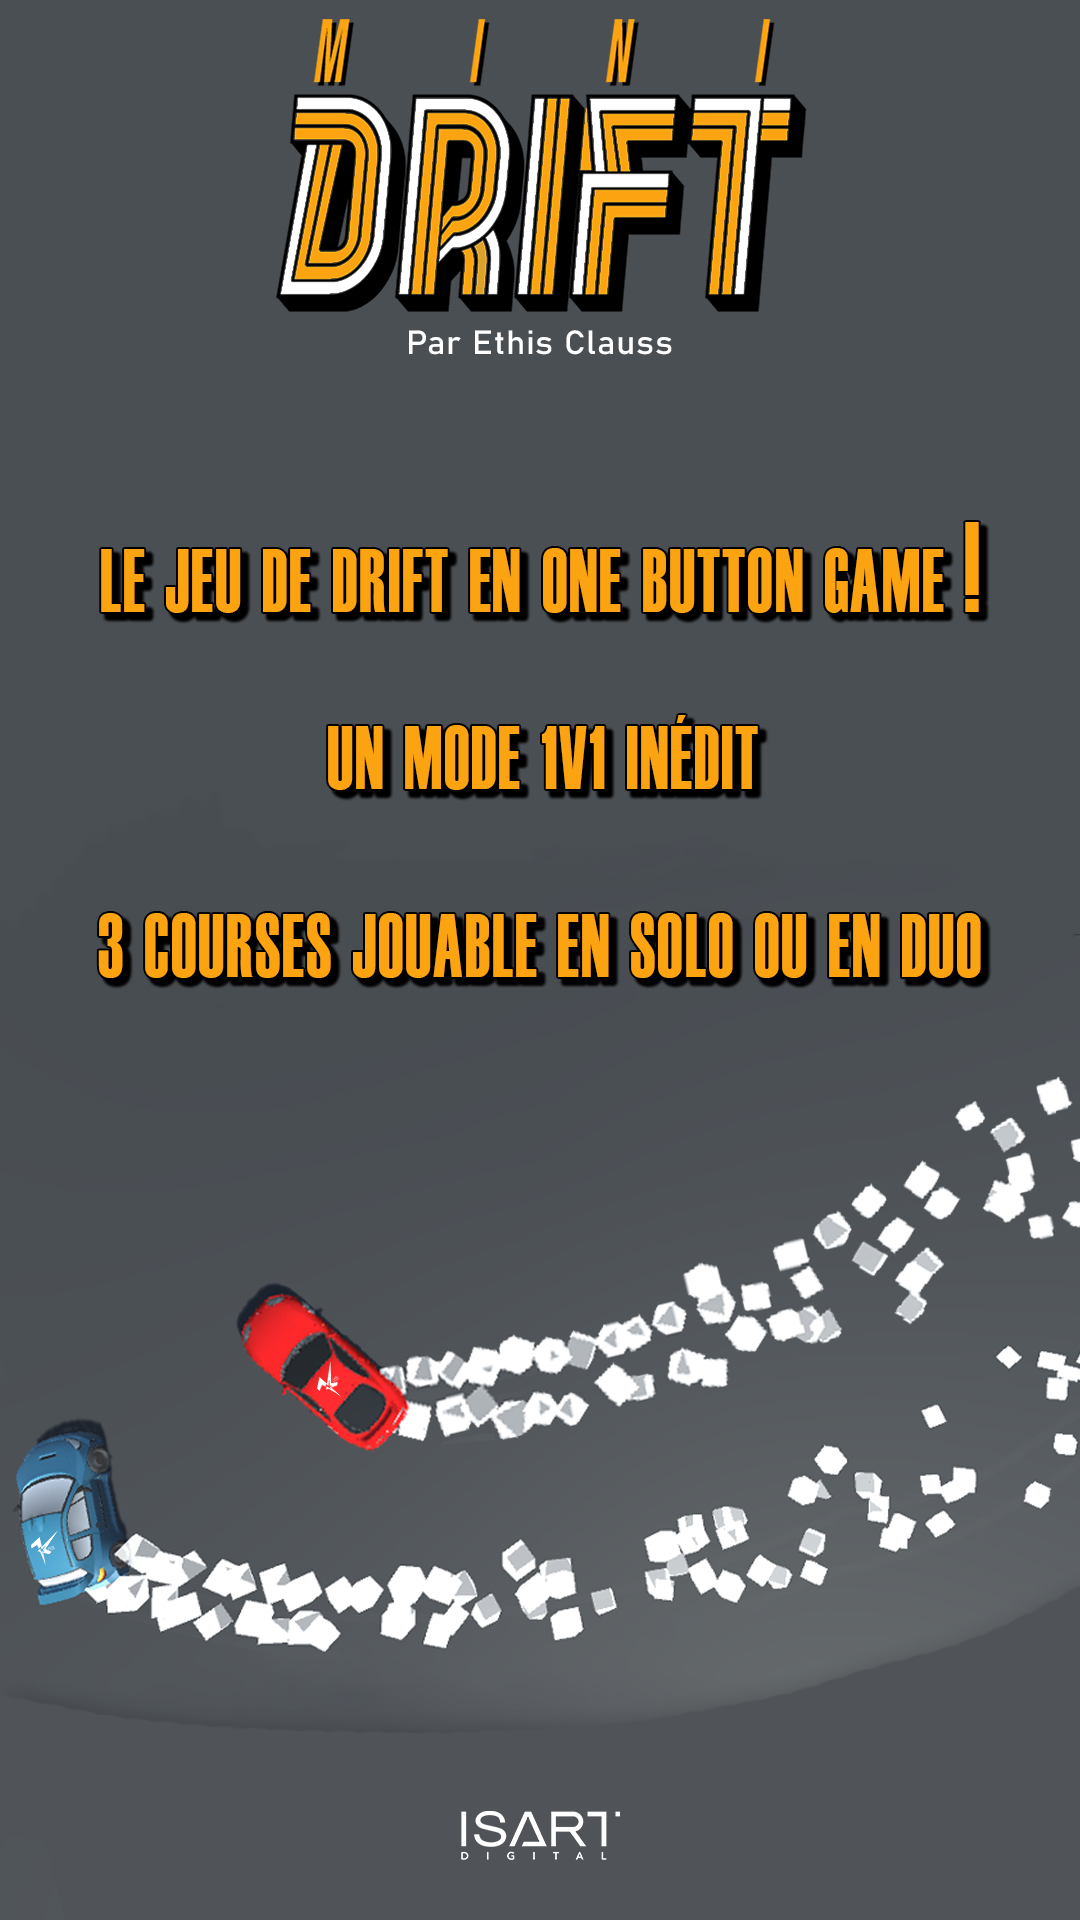 MINI
DRIFT
Par Ethis Clauss
LE JEU DE DRIFT EN ONE BUTTON GAME !
UN MODE 1V1 INÉDIT
3 COURSES JOUABLE EN SOLO OU EN DUO
ISART
DIGITAL